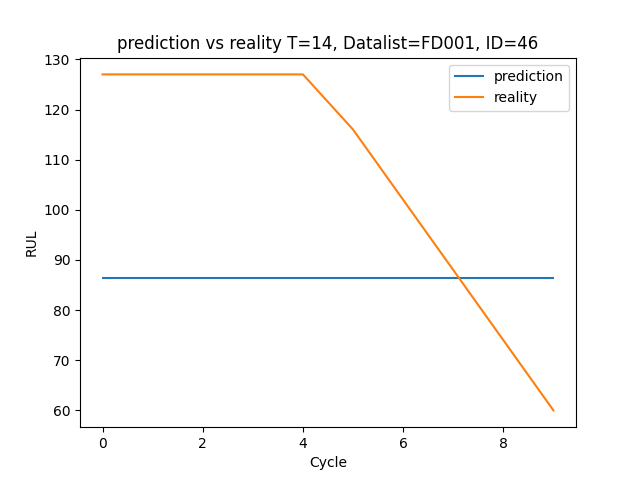 prediction vs reality T=14, Datalist=FD001, ID=46
prediction
reality
RUL
130
120
110
100
90
80
70
60
0 2 4 6 8
Cycle